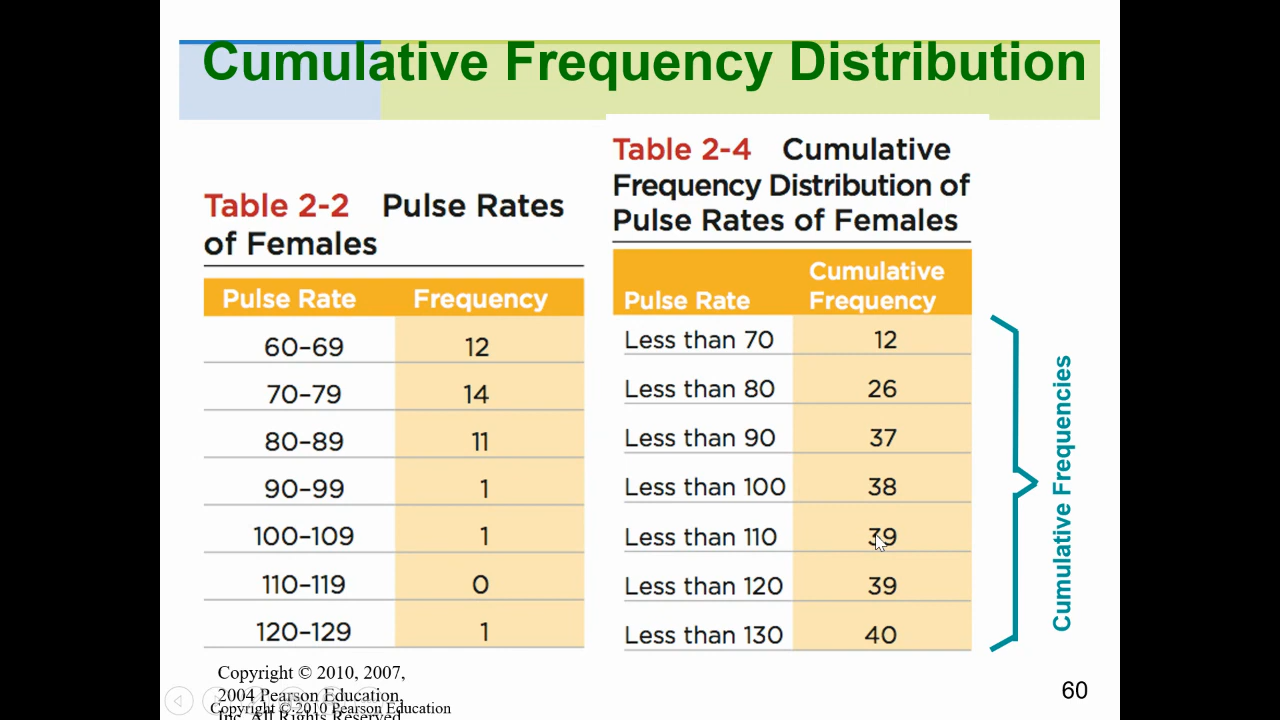 Cumulative Frequency Distribution
Table 2-2 Pulse Rates
of Females
Pulse Rate Frequency
60–69 12
70–79 14
80–89 11
90–99 1
100–109 1
110–119 0
120–129 1
Table 2-4 Cumulative
Frequency Distribution of
Pulse Rates of Females
Cumulative
Pulse Rate Frequency
Less than 70 12
Less than 80 26
Less than 90 37
Less than 100 38
Less than 110 39
Less than 120 39
Less than 130 40
Cumulative Frequencies
Copyright © 2010, 2007,
2004 Pearson Education,
Copyright © 2010 Pearson Education
Inc. All Rights Reserved
60